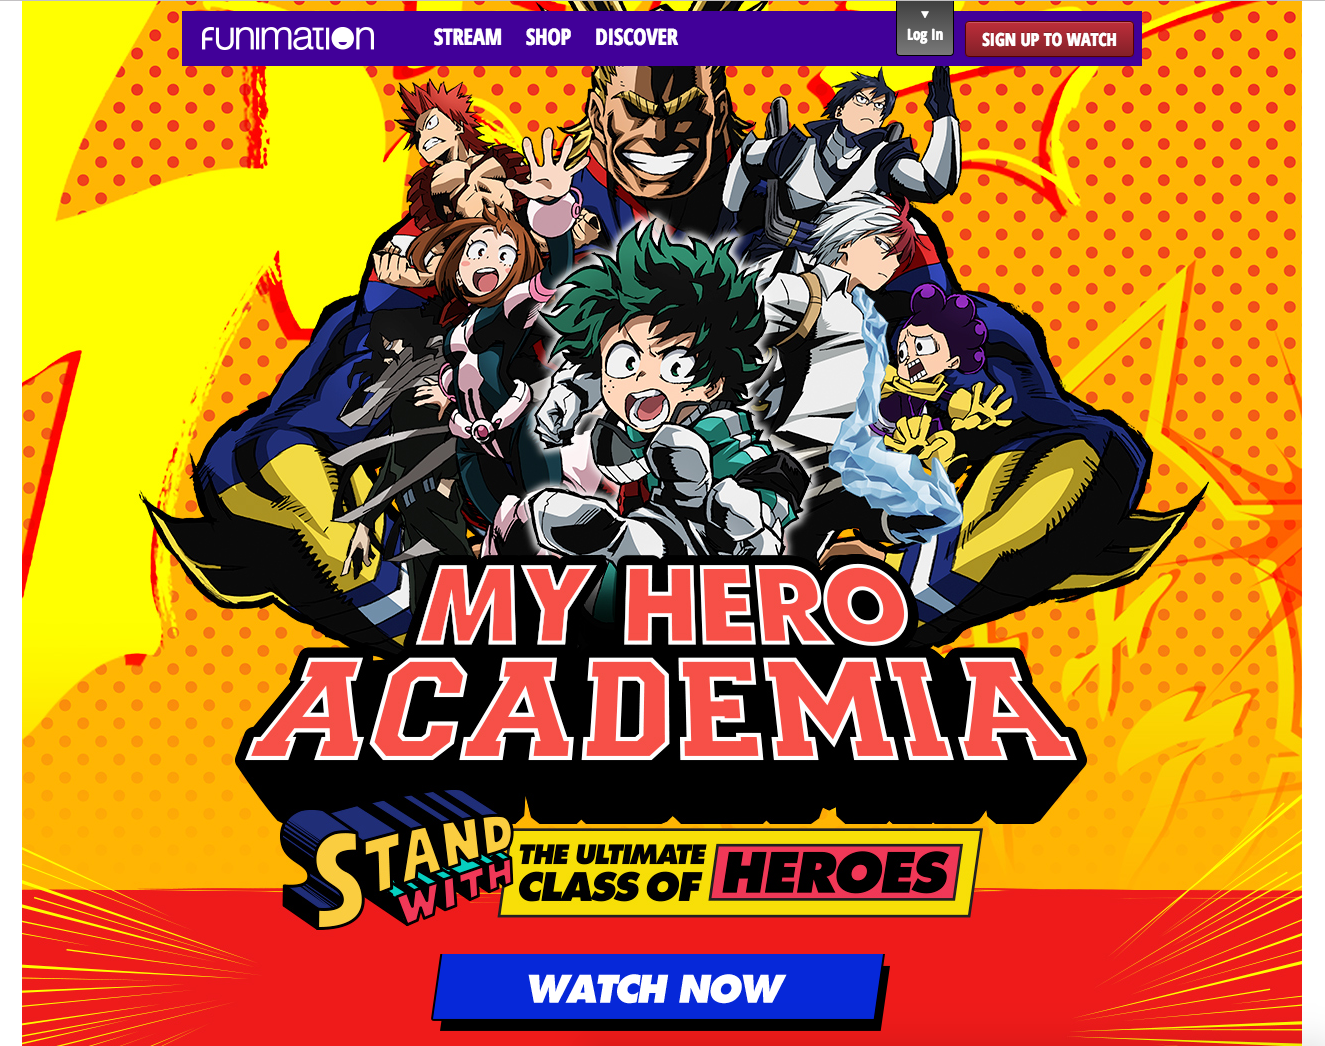 FUNIMATION
STREAM SHOP DISCOVER
▼
Log In
SIGN UP TO WATCH
MY HERO
ACADEMIA
STAND
WITH
THE ULTIMATE
CLASS OF
HEROES
WATCH NOW